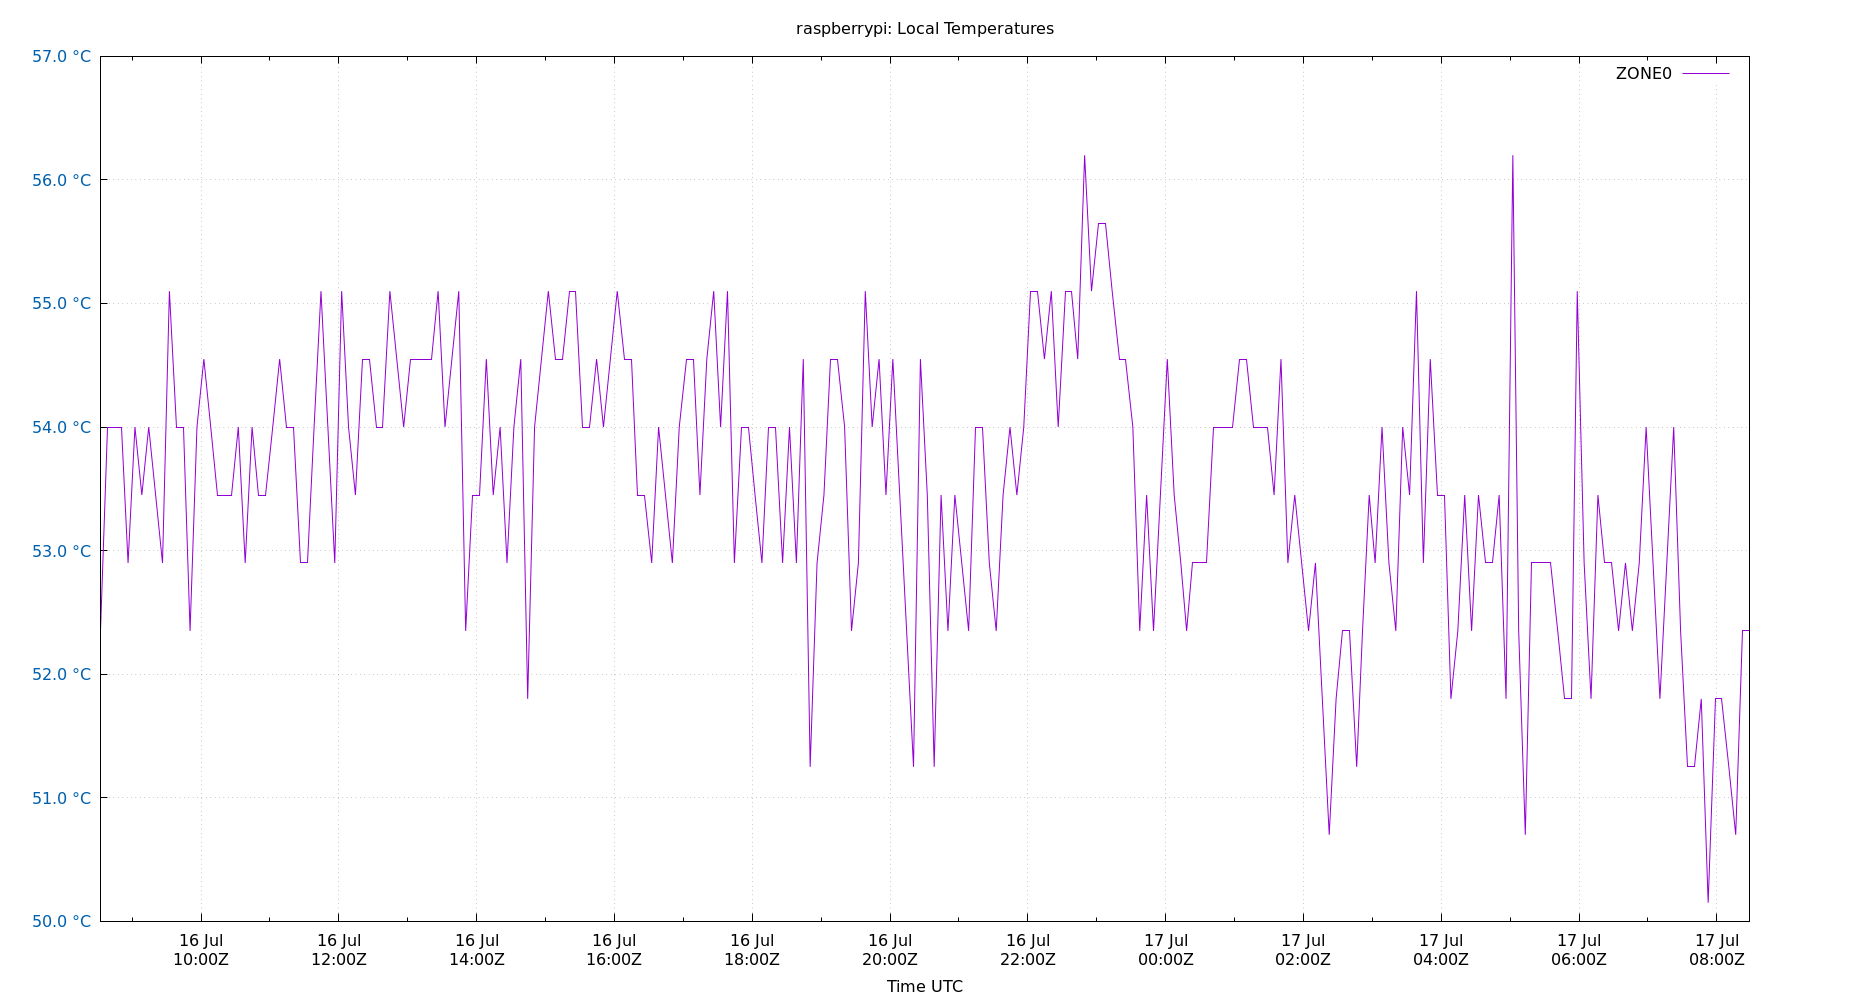 raspberrypi: Local Temperatures
57.0 °C
ZONE0
56.0 °C
55.0 °C
54.0 °C
53.0 °C
52.0 °C
51.0 °C
50.0 °C
16 Jul 16 Jul 16 Jul 16 Jul 16 Jul 16 Jul 16 Jul 17 Jul 17 Jul 17 Jul 17 Jul 17 Jul
10:00Z 12:00Z 14:00Z 16:00Z 18:00Z 20:00Z 22:00Z 00:00Z 02:00Z 04:00Z 06:00Z 08:00Z
Time UTC